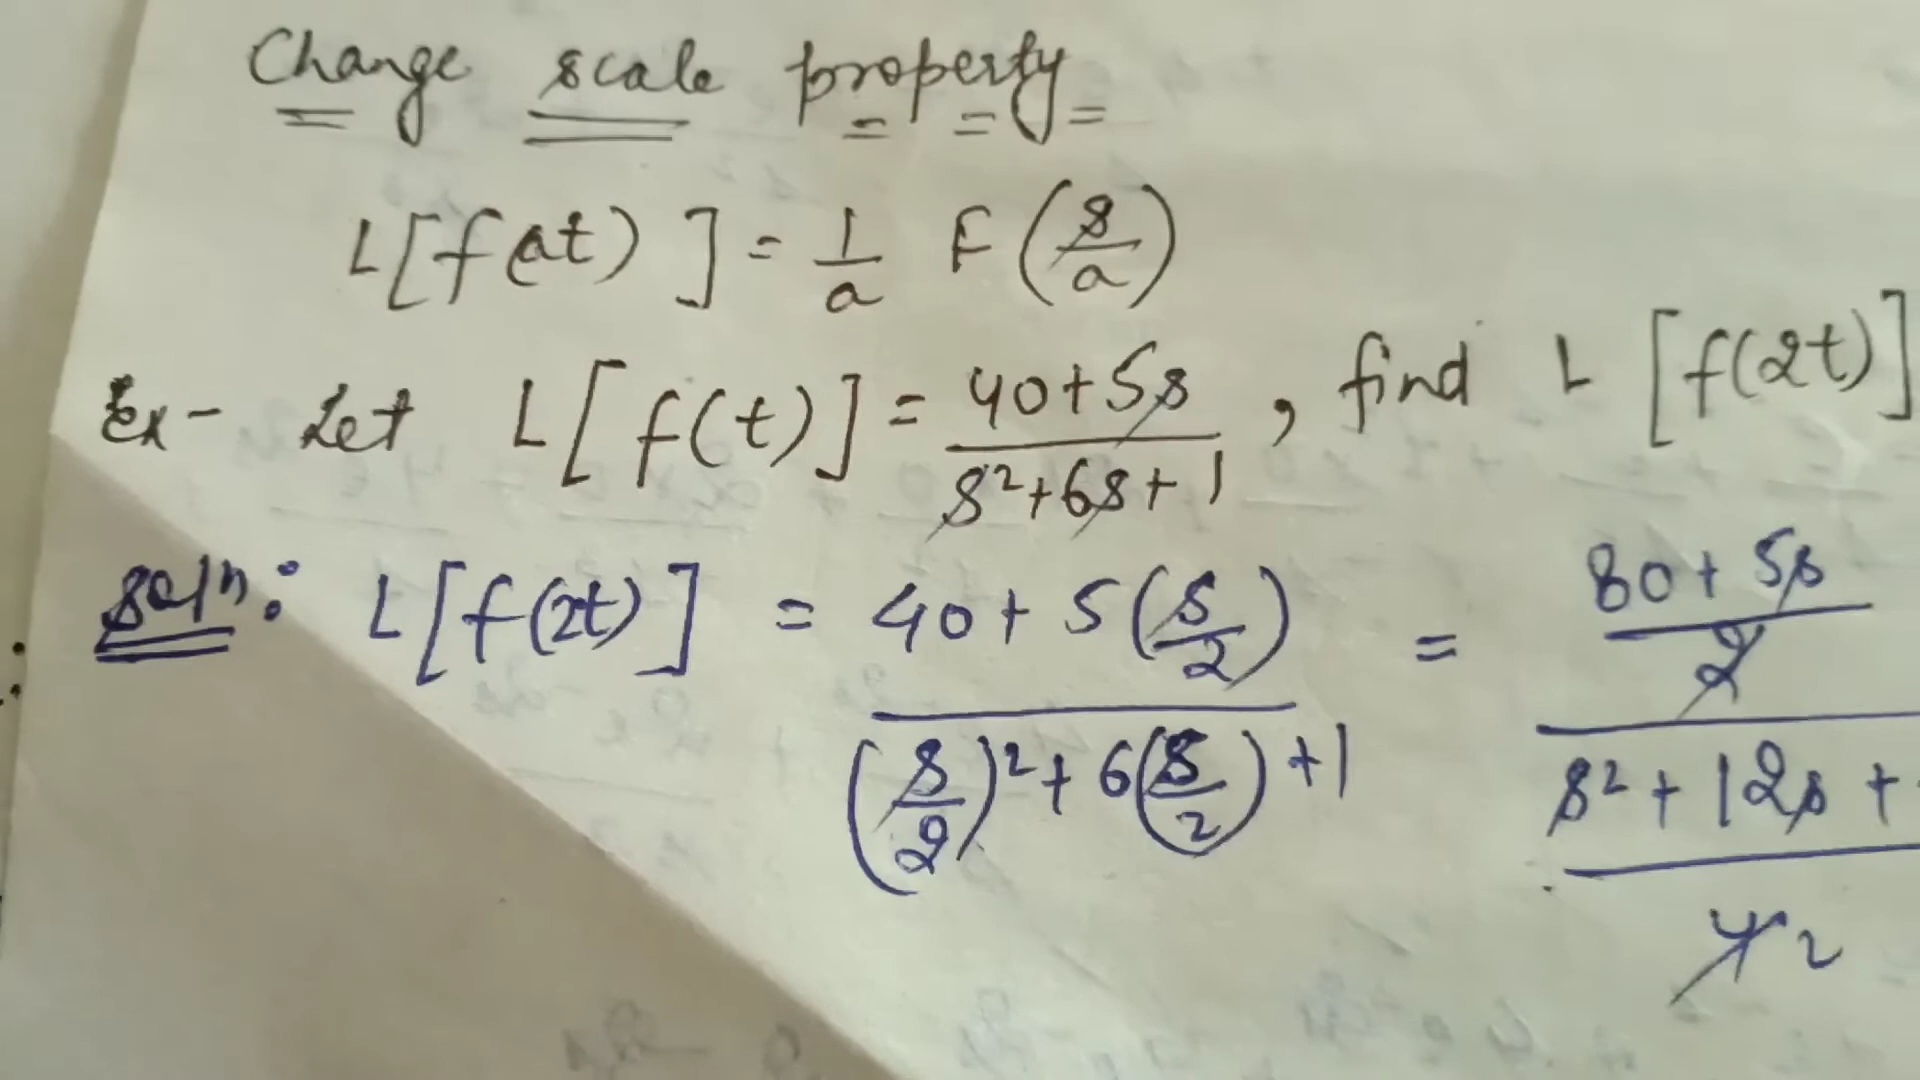 Change scale property
L[f(at)] = 1/a F(s/a)
Ex- Let L[f(t)] = (40+5s)/(s²+6s+1), find L[f(2t)]
Soln: L[f(2t)] = (40+5(s/2))/((s/2)²+6(s/2)+1) = ((80+5s)/2)/((s²+12s+)/4 2)